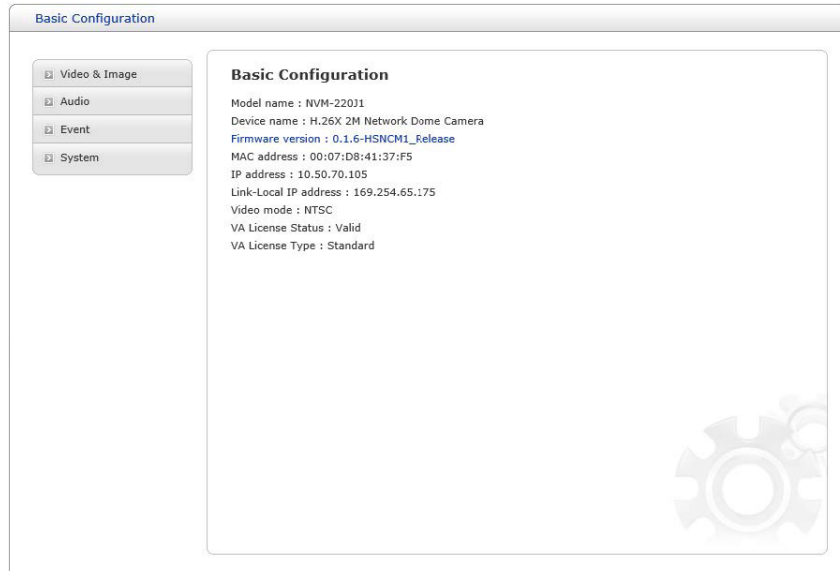 Basic Configuration
Video & Image
Audio
Event
System
Basic Configuration
Model name : NVM-220J1
Device name : H.26X 2M Network Dome Camera
Firmware version : 0.1.6-HSNCM1_Release
MAC address : 00:07:D8:41:37:F5
IP address : 10.50.70.105
Link-Local IP address : 169.254.65.175
Video mode : NTSC
VA License Status : Valid
VA License Type : Standard